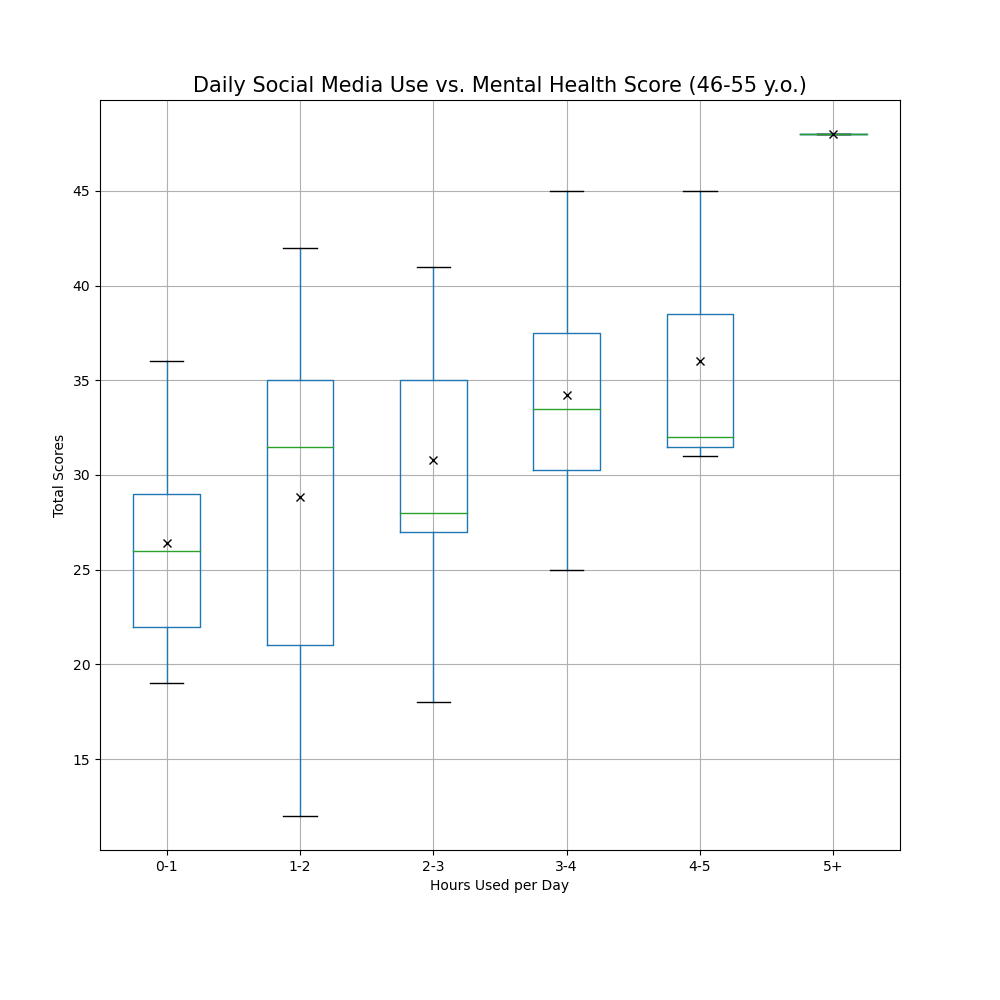 Daily Social Media Use vs. Mental Health Score (46-55 y.o.)
45
40
35
30
25
20
15
Total Scores
0-1 1-2 2-3 3-4 4-5 5+
Hours Used per Day